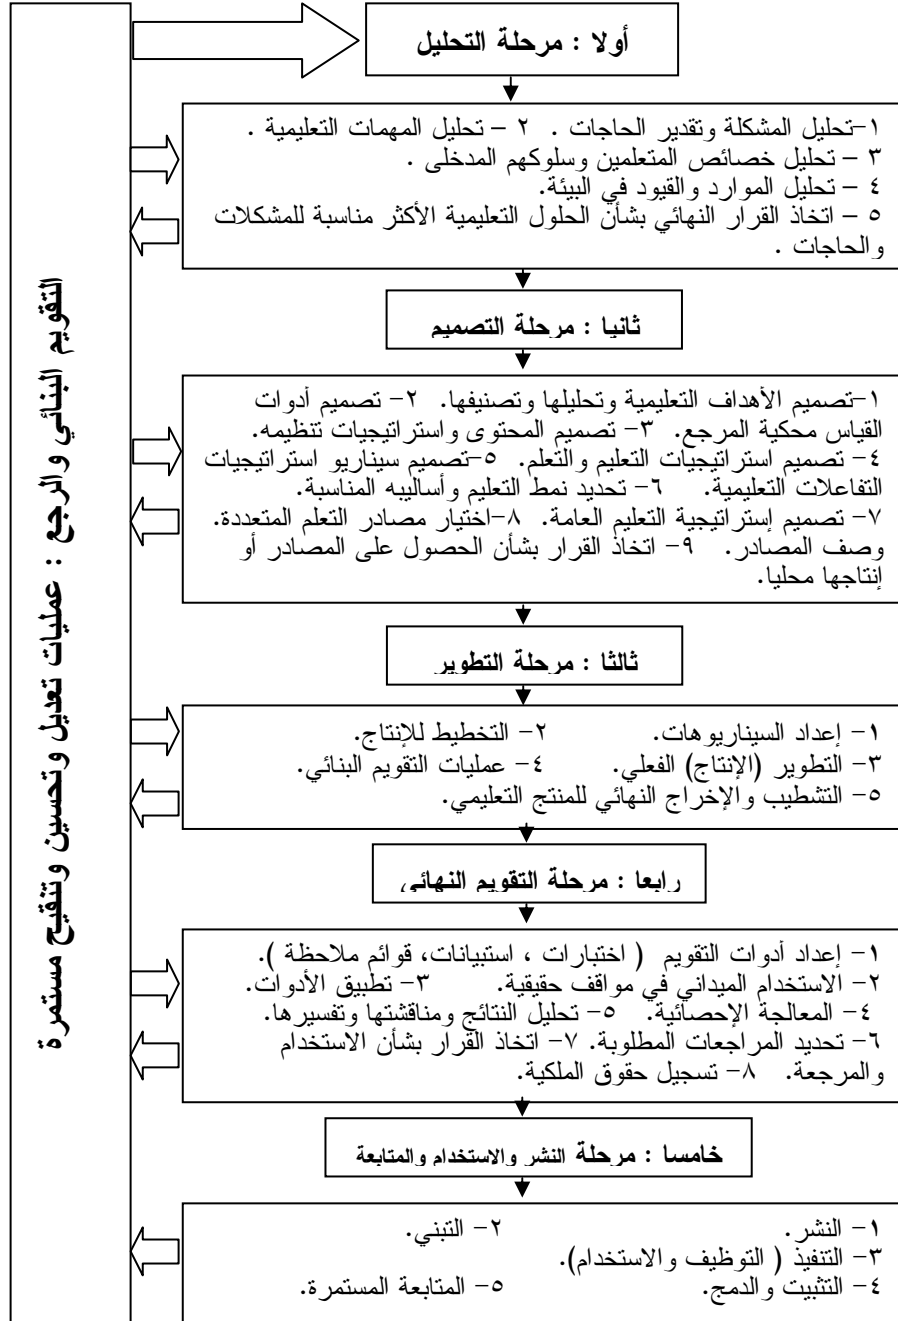 أولا : مرحلة التحليل
١-تحليل المشكلة وتقدير الحاجات . ٢ – تحليل المهمات التعليمية .
٣ – تحليل خصائص المتعلمين وسلوكهم المدخلى .
٤ – تحليل الموارد والقيود في البيئة.
٥ – اتخاذ القرار النهائي بشأن الحلول التعليمية الأكثر مناسبة للمشكلات
والحاجات .
ثانيا : مرحلة التصميم
١-تصميم الأهداف التعليمية وتحليلها وتصنيفها. ٢- تصميم أدوات
القياس محكية المرجع. ٣- تصميم المحتوى واستراتيجيات تنظيمه.
٤- تصميم استراتيجيات التعليم والتعلم. ٥-تصميم سيناريو استراتيجيات
التفاعلات التعليمية. ٦- تحديد نمط التعليم وأساليبه المناسبة.
٧- تصميم إستراتيجية التعليم العامة. ٨-اختيار مصادر التعلم المتعددة.
وصف المصادر. ٩- اتخاذ القرار بشأن الحصول على المصادر أو
إنتاجها محليا.
ثالثا : مرحلة التطوير
١- إعداد السيناريوهات. ٢- التخطيط للإنتاج.
٣- التطوير (الإنتاج) الفعلي. ٤- عمليات التقويم البنائي.
٥- التشطيب والإخراج النهائي للمنتج التعليمي.
رابعا : مرحلة التقويم النهائي
١- إعداد أدوات التقويم ( اختبارات ، استبيانات، قوائم ملاحظة ).
٢- الاستخدام الميداني في مواقف حقيقية. ٣- تطبيق الأدوات.
٤- المعالجة الإحصائية. ٥- تحليل النتائج ومناقشتها وتفسيرها.
٦- تحديد المراجعات المطلوبة. ٧- اتخاذ القرار بشأن الاستخدام
والمرجعة. ٨- تسجيل حقوق الملكية.
خامسا : مرحلة النشر والاستخدام والمتابعة
١- النشر. ٢- التبني.
٣- التنفيذ ( التوظيف والاستخدام).
٤- التثبيت والدمج. ٥- المتابعة المستمرة.
التقويم البنائي والرجع : عمليات تعديل وتحسين وتنقيح مستمرة